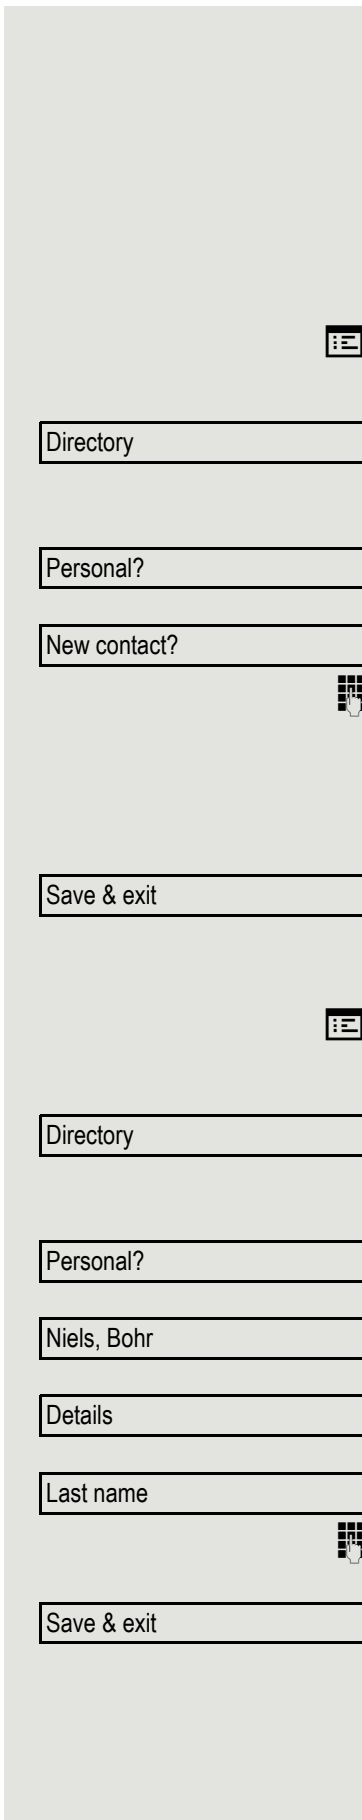 Directory
Personal?
New contact?
Save & exit
Directory
Personal?
Niels, Bohr
Details
Last name
Save & exit